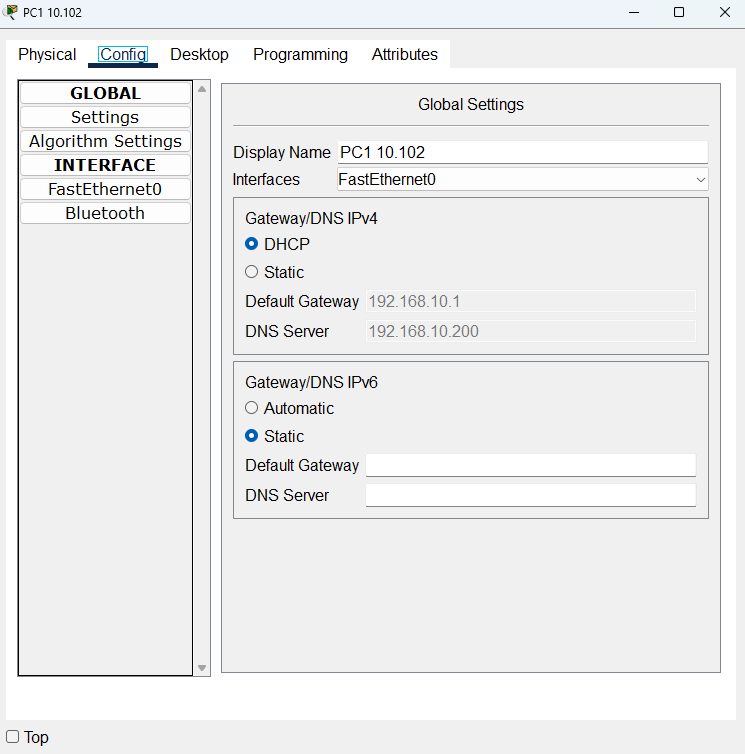 PC1 10.102
Physical Config Desktop Programming Attributes
GLOBAL
Settings
Algorithm Settings
INTERFACE
FastEthernet0
Bluetooth
Global Settings
Display Name PC1 10.102
Interfaces FastEthernet0
Gateway/DNS IPv4
DHCP
Static
Default Gateway 192.168.10.1
DNS Server 192.168.10.200
Gateway/DNS IPv6
Automatic
Static
Default Gateway
DNS Server
Top